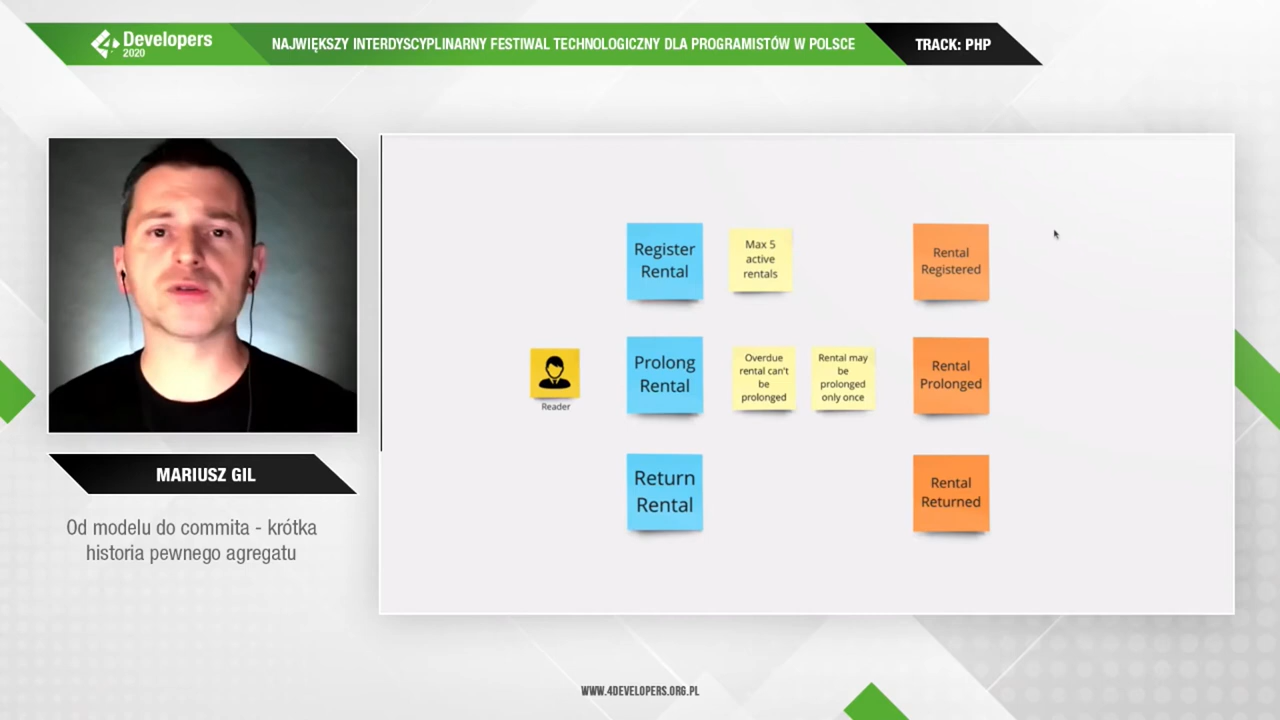 4Developers
2020
NAJWIĘKSZY INTERDYSCYPLINARNY FESTIWAL TECHNOLOGICZNY DLA PROGRAMISTÓW W POLSCE
TRACK: PHP
MARIUSZ GIL
Od modelu do commita - krótka
historia pewnego agregatu
Register
Rental
Max 5
active
rentals
Rental
Registered
Reader
Prolong
Rental
Overdue
rental can't
be
prolonged
Rental may
be
prolonged
only once
Rental
Prolonged
Return
Rental
Rental
Returned
WWW.4DEVELOPERS.ORG.PL